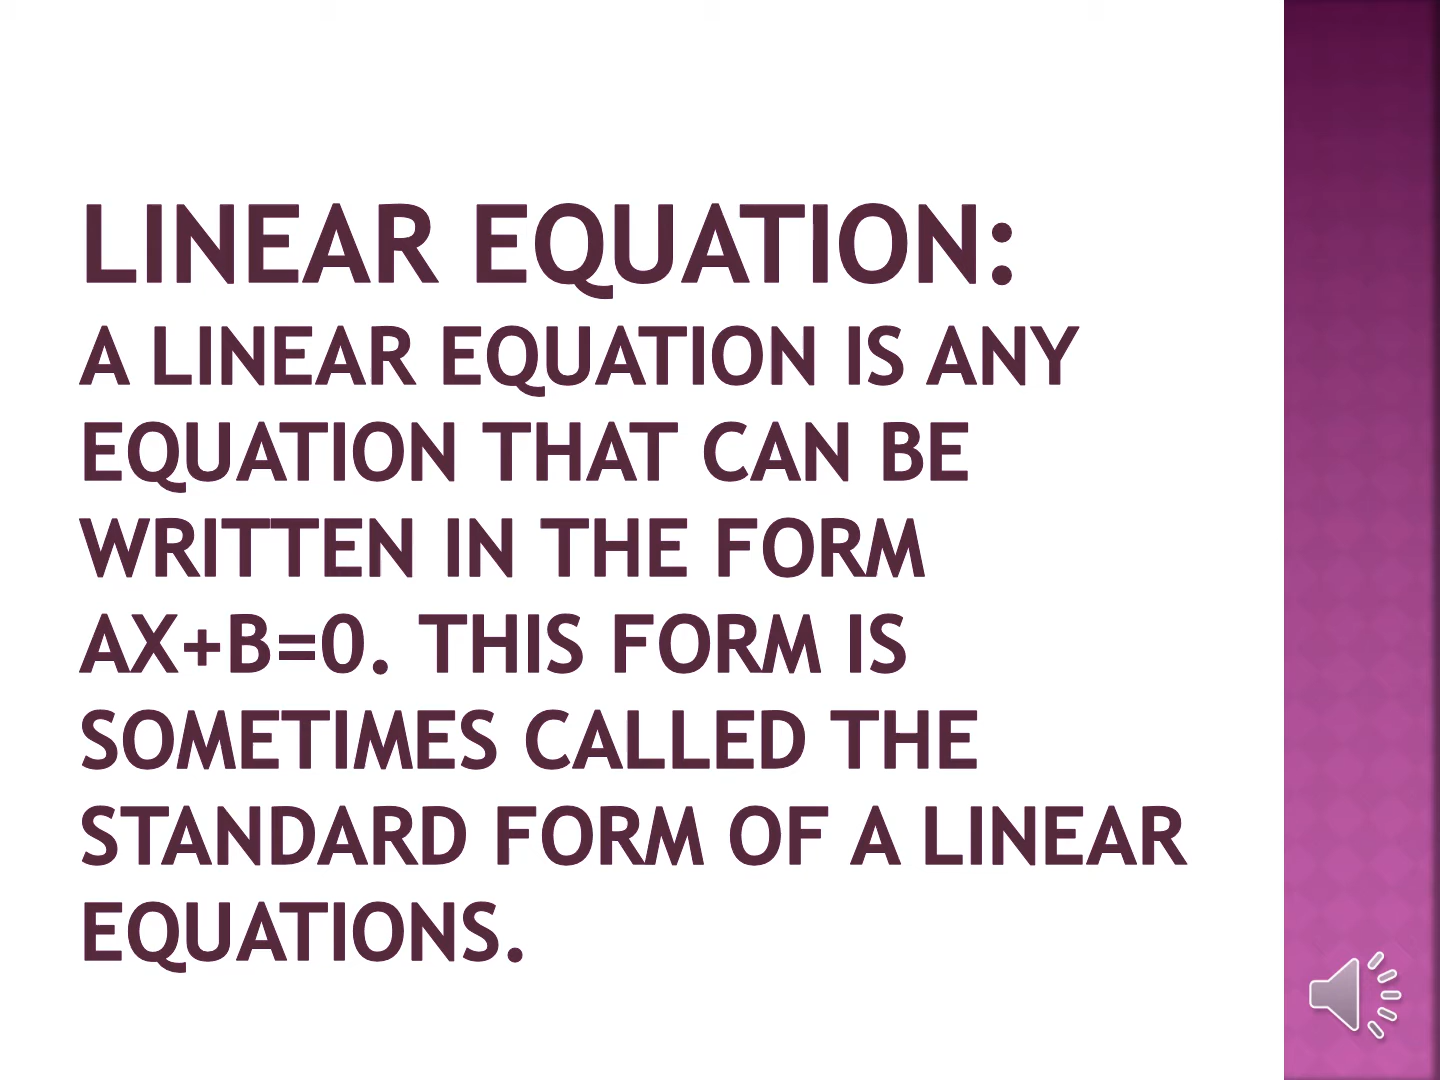 LINEAR EQUATION:
A LINEAR EQUATION IS ANY
EQUATION THAT CAN BE
WRITTEN IN THE FORM
AX+B=0. THIS FORM IS
SOMETIMES CALLED THE
STANDARD FORM OF A LINEAR
EQUATIONS.